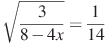 √(3/(8 − 4x)) = 1/14